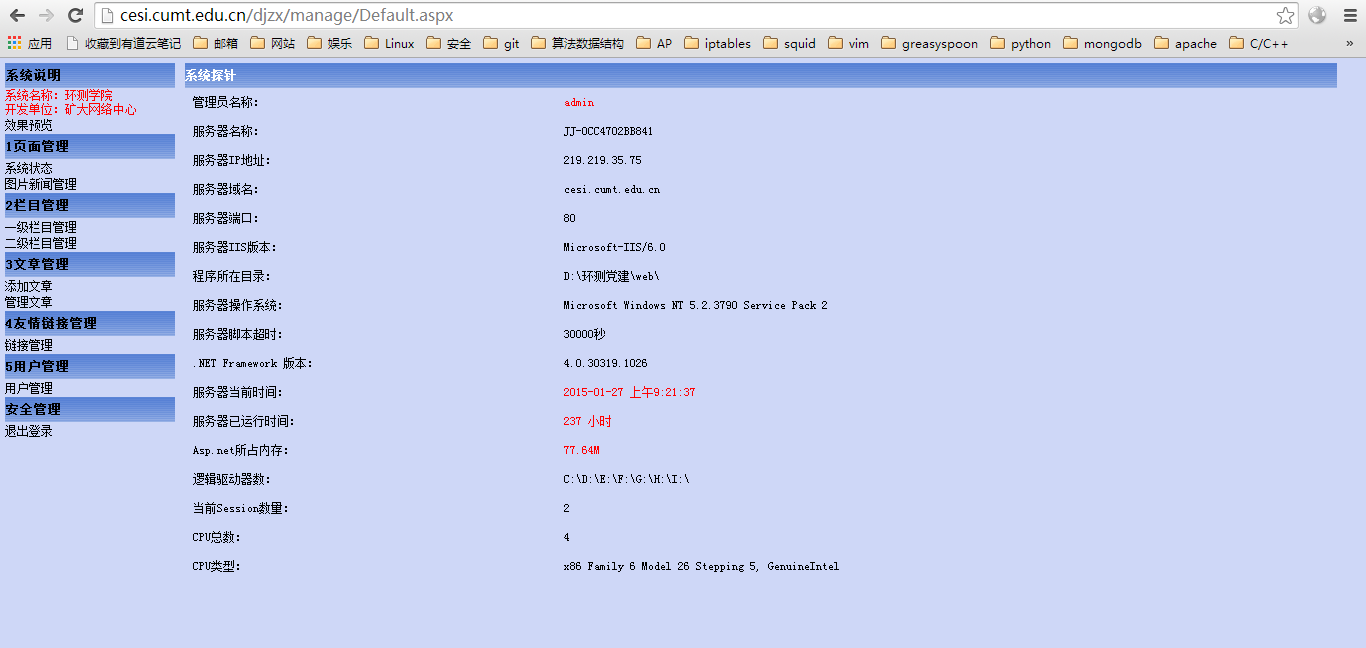 cesi.cumt.edu.cn/djzx/manage/Default.aspx
应用 收藏到有道云笔记 邮箱 网站 娱乐 Linux 安全 git 算法数据结构 AP iptables squid vim greasyspoon python mongodb apache C/C++ »
系统说明
系统名称：环测学院
开发单位：矿大网络中心
效果预览
1页面管理
系统状态
图片新闻管理
2栏目管理
一级栏目管理
二级栏目管理
3文章管理
添加文章
管理文章
4友情链接管理
链接管理
5用户管理
用户管理
安全管理
退出登录
系统探针
管理员名称： admin
服务器名称： JJ-0CC4702BB841
服务器IP地址： 219.219.35.75
服务器域名： cesi.cumt.edu.cn
服务器端口： 80
服务器IIS版本： Microsoft-IIS/6.0
程序所在目录： D:\环测党建\web\
服务器操作系统： Microsoft Windows NT 5.2.3790 Service Pack 2
服务器脚本超时： 30000秒
.NET Framework 版本： 4.0.30319.1026
服务器当前时间： 2015-01-27 上午9:21:37
服务器已运行时间： 237 小时
Asp.net所占内存： 77.64M
逻辑驱动器数： C:\D:\E:\F:\G:\H:\I:\
当前Session数量： 2
CPU总数： 4
CPU类型： x86 Family 6 Model 26 Stepping 5, GenuineIntel